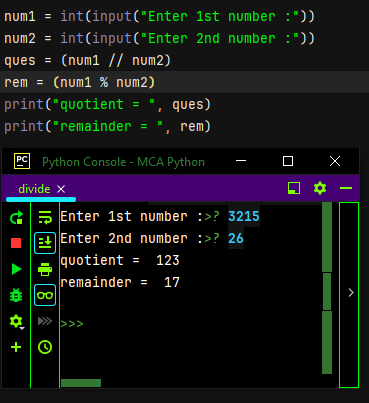 num1 = int(input("Enter 1st number :"))
num2 = int(input("Enter 2nd number :"))
ques = (num1 // num2)
rem = (num1 % num2)
print("quotient = ", ques)
print("remainder = ", rem)
PC Python Console - MCA Python
divide
Enter 1st number :>? 3215
Enter 2nd number :>? 26
quotient =  123
remainder =  17
>>>